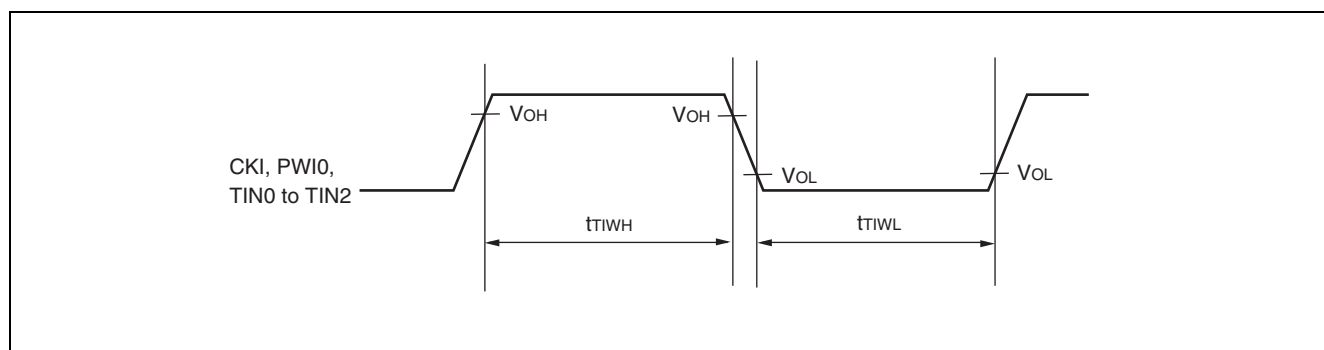 VOH
VOH
CKI, PWI0,
TIN0 to TIN2
VOL
VOL
tTIWH
tTIWL